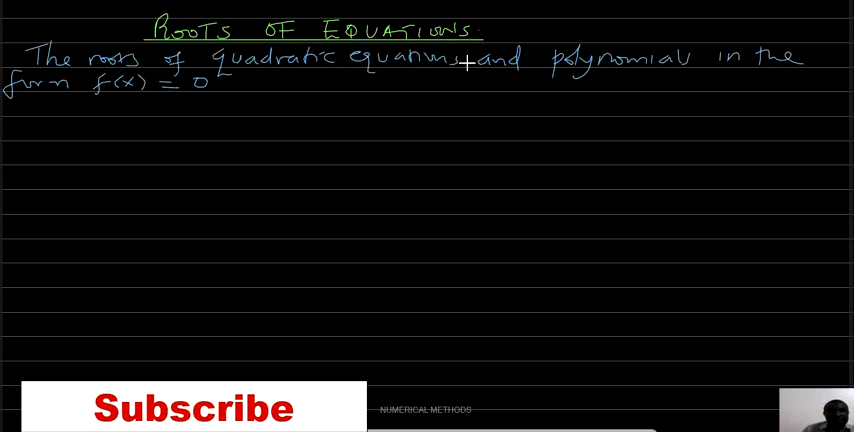 ROOTS OF EQUATIONS.
The roots of quadratic equations and polynomial in the
form f(x) = 0
Subscribe
NUMERICAL METHODS